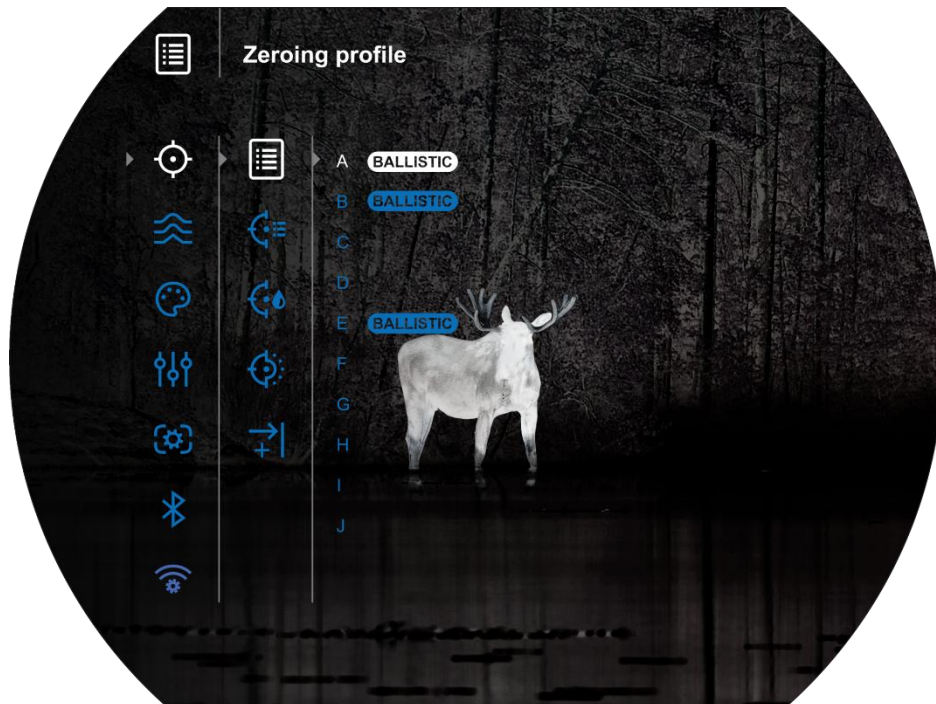 Zeroing profile
A BALLISTIC
B BALLISTIC
C
D
E BALLISTIC
F
G
H
I
J